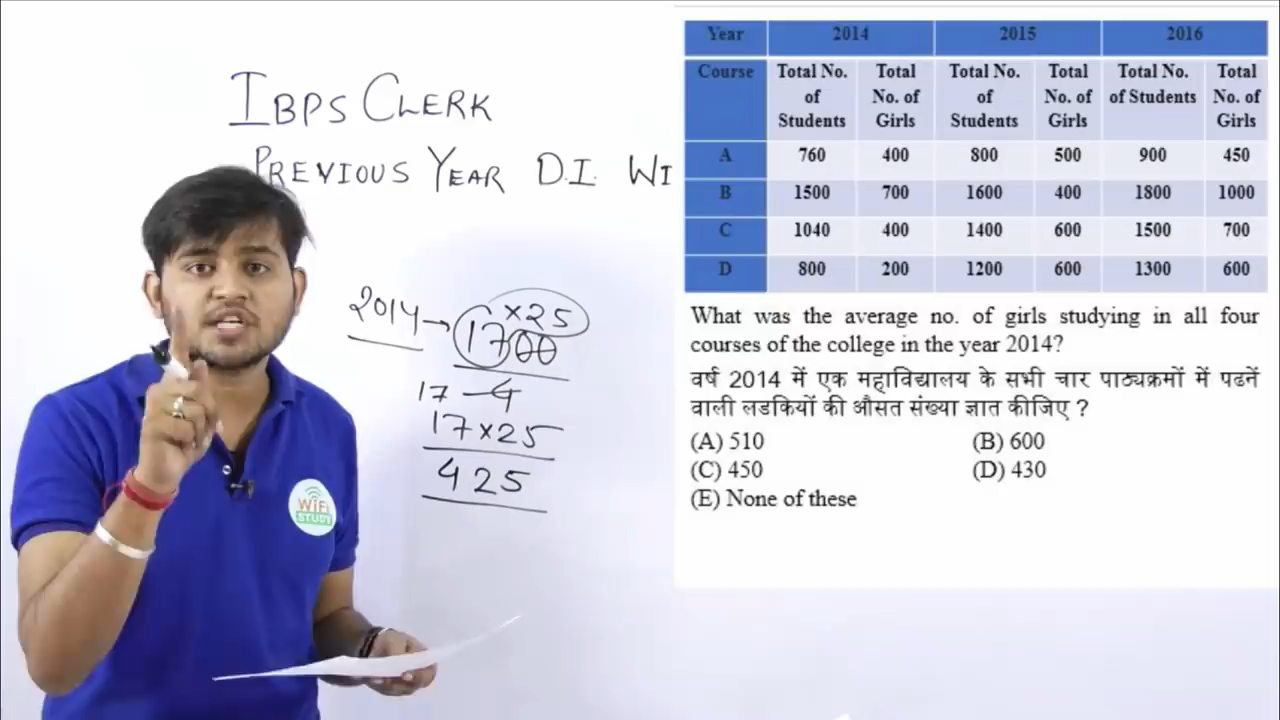 IBPS CLERK
PREVIOUS YEAR D.I. WI
2014 → 1700 ×25
17 4
17×25
425
WiFi
STUDY
Year 2014 2015 2016
Course Total No. of Students Total No. of Girls Total No. of Students Total No. of Girls Total No. of Students Total No. of Girls
A 760 400 800 500 900 450
B 1500 700 1600 400 1800 1000
C 1040 400 1400 600 1500 700
D 800 200 1200 600 1300 600
What was the average no. of girls studying in all four
courses of the college in the year 2014?
वर्ष 2014 में एक महाविद्यालय के सभी चार पाठ्यक्रमों में पढनें
वाली लडकियों की औसत संख्या ज्ञात कीजिए ?
(A) 510 (B) 600
(C) 450 (D) 430
(E) None of these